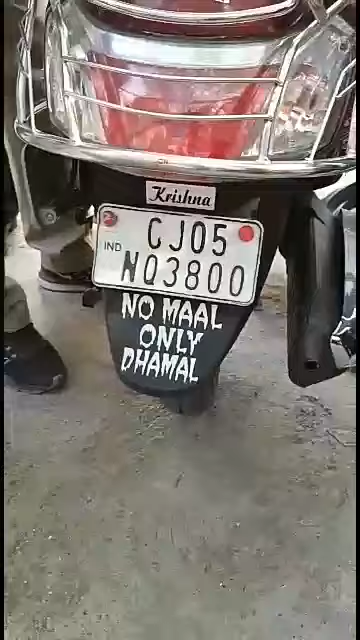 Krishna
IND
CJ05
NQ3800
NO MAAL
ONLY
DHAMAL